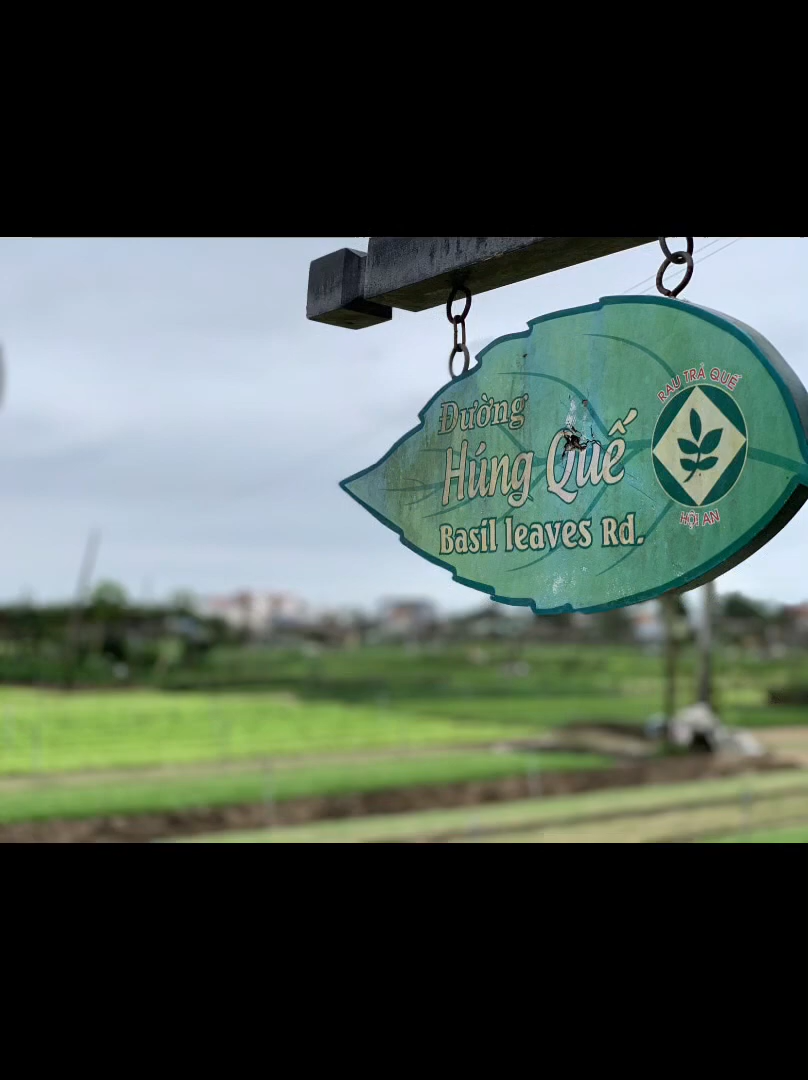 Đường
Húng Quế
Basil leaves Rd.
RAU TRÀ QUẾ
HỘI AN